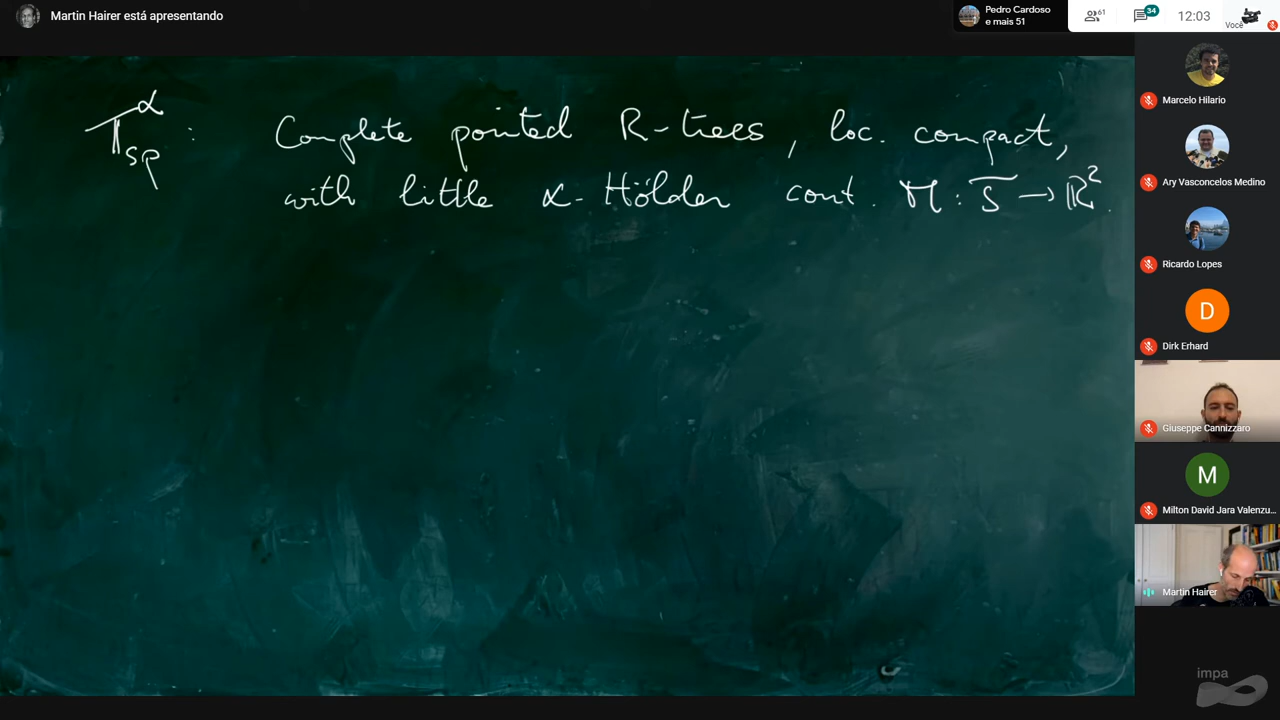 Martin Hairer está apresentando
Pedro Cardoso
e mais 51
61
34
12:03
Você
𝕋^α_sp : Complete pointed R-trees, loc. compact,
with little α-Hölder cont. M : 𝒯 → ℝ².
Marcelo Hilario
Ary Vasconcelos Medino
Ricardo Lopes
D
Dirk Erhard
Giuseppe Cannizzaro
M
Milton David Jara Valenzu...
Martin Hairer
impa